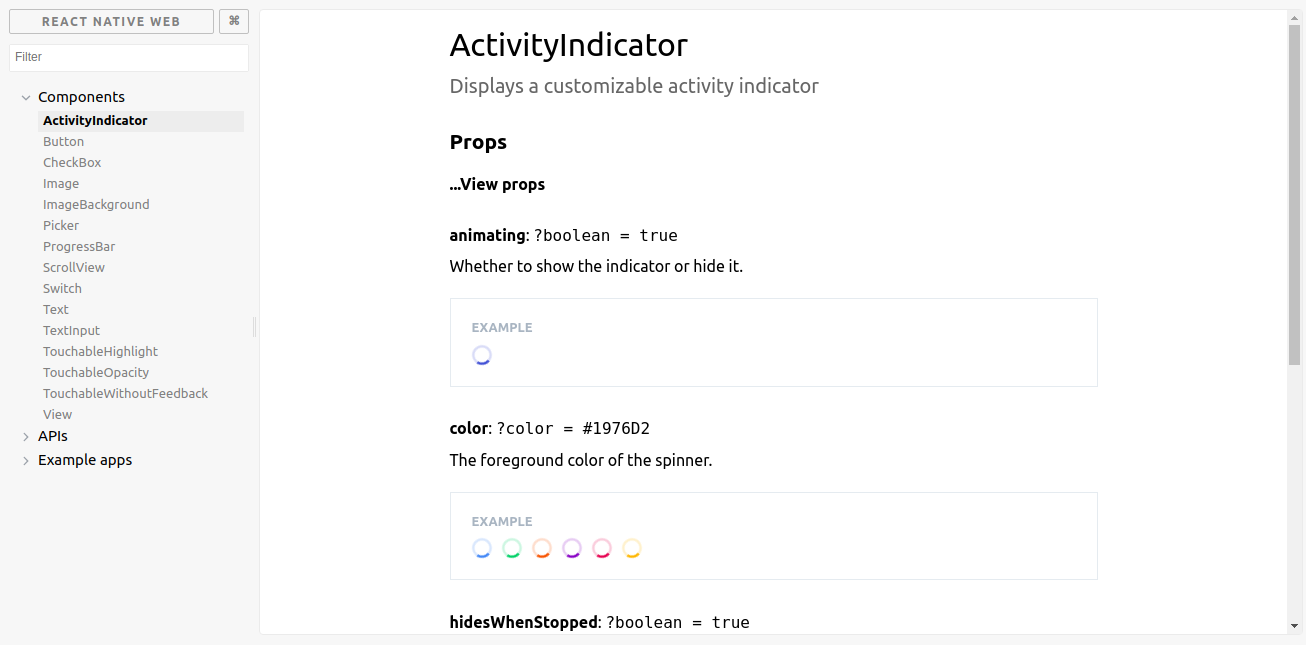 REACT NATIVE WEB
⌘
Filter
Components
ActivityIndicator
Button
CheckBox
Image
ImageBackground
Picker
ProgressBar
ScrollView
Switch
Text
TextInput
TouchableHighlight
TouchableOpacity
TouchableWithoutFeedback
View
APIs
Example apps
ActivityIndicator
Displays a customizable activity indicator
Props
...View props
animating: ?boolean = true
Whether to show the indicator or hide it.
EXAMPLE
color: ?color = #1976D2
The foreground color of the spinner.
EXAMPLE
hidesWhenStopped: ?boolean = true